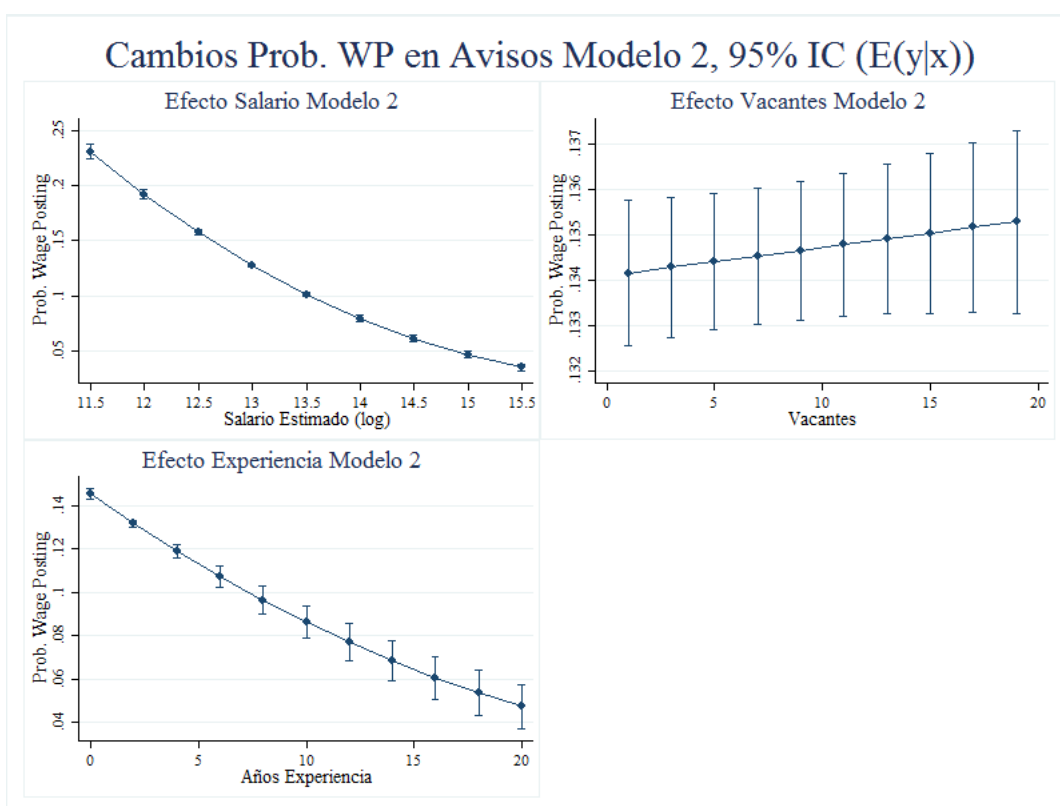 Cambios Prob. WP en Avisos Modelo 2, 95% IC (E(y|x))
Efecto Salario Modelo 2
Prob. Wage Posting
.25
.2
.15
.1
.05
11.5 12 12.5 13 13.5 14 14.5 15 15.5
Salario Estimado (log)
Efecto Vacantes Modelo 2
Prob. Wage Posting
.137
.136
.135
.134
.133
.132
0 5 10 15 20
Vacantes
Efecto Experiencia Modelo 2
Prob. Wage Posting
.14
.12
.1
.08
.06
.04
0 5 10 15 20
Años Experiencia